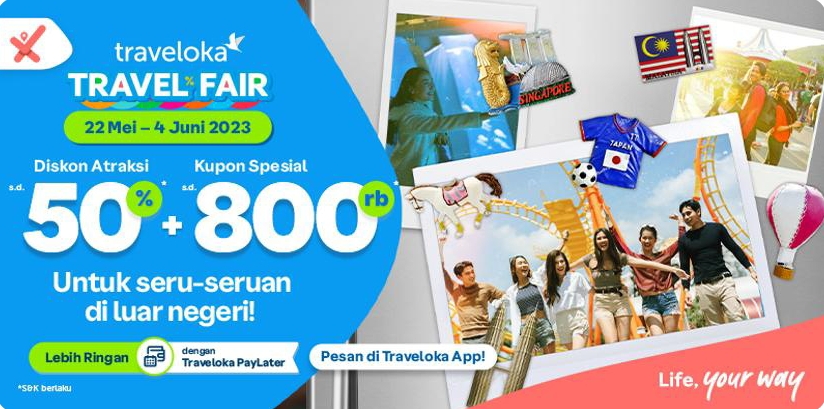 traveloka
TRAVEL FAIR
22 Mei – 4 Juni 2023
Diskon Atraksi
s.d. 50%*
+
Kupon Spesial
s.d. 800rb*
Untuk seru-seruan
di luar negeri!
Lebih Ringan
dengan
Traveloka PayLater
Pesan di Traveloka App!
*S&K berlaku
SINGAPORE
MALAYSIA
JAPAN
Life, your way